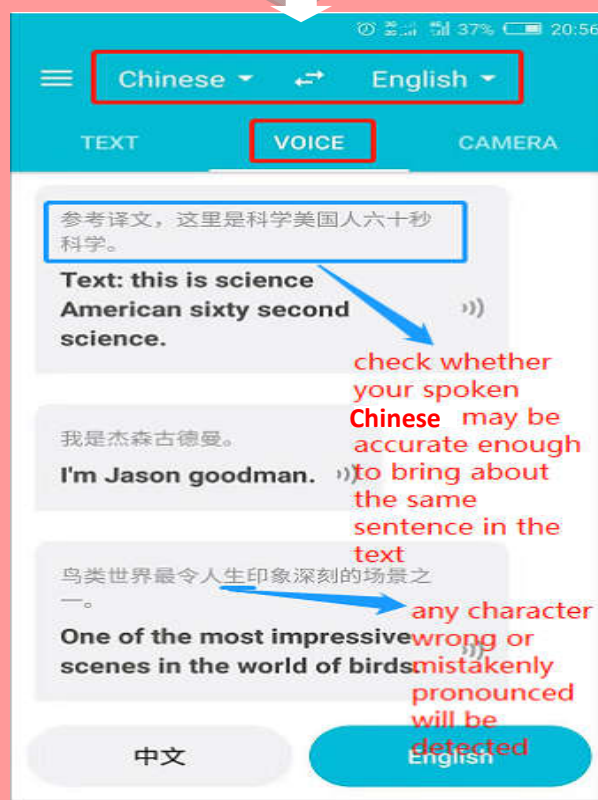 37% 20:56
Chinese English
TEXT VOICE CAMERA
参考译文，这里是科学美国人六十秒
科学。
Text: this is science
American sixty second
science.
check whether
your spoken
Chinese may be
accurate enough
to bring about
the same
sentence in the
text
我是杰森古德曼。
I'm Jason goodman.
鸟类世界最令人生印象深刻的场景之
一。
One of the most impressive
scenes in the world of birds.
any character
wrong or
mistakenly
pronounced
will be
detected
中文
English